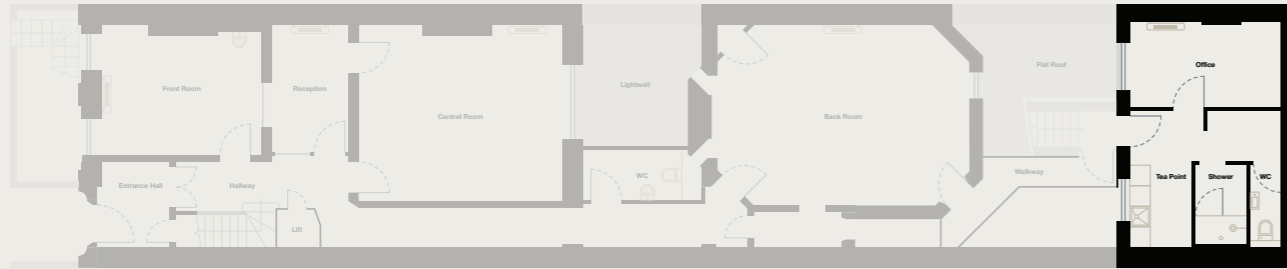 Office
Flat Roof
Lightwell
Front Room
Reception
Central Room
Back Room
Walkway
WC
Tea Point
Shower
WC
Entrance Hall
Hallway
Lift